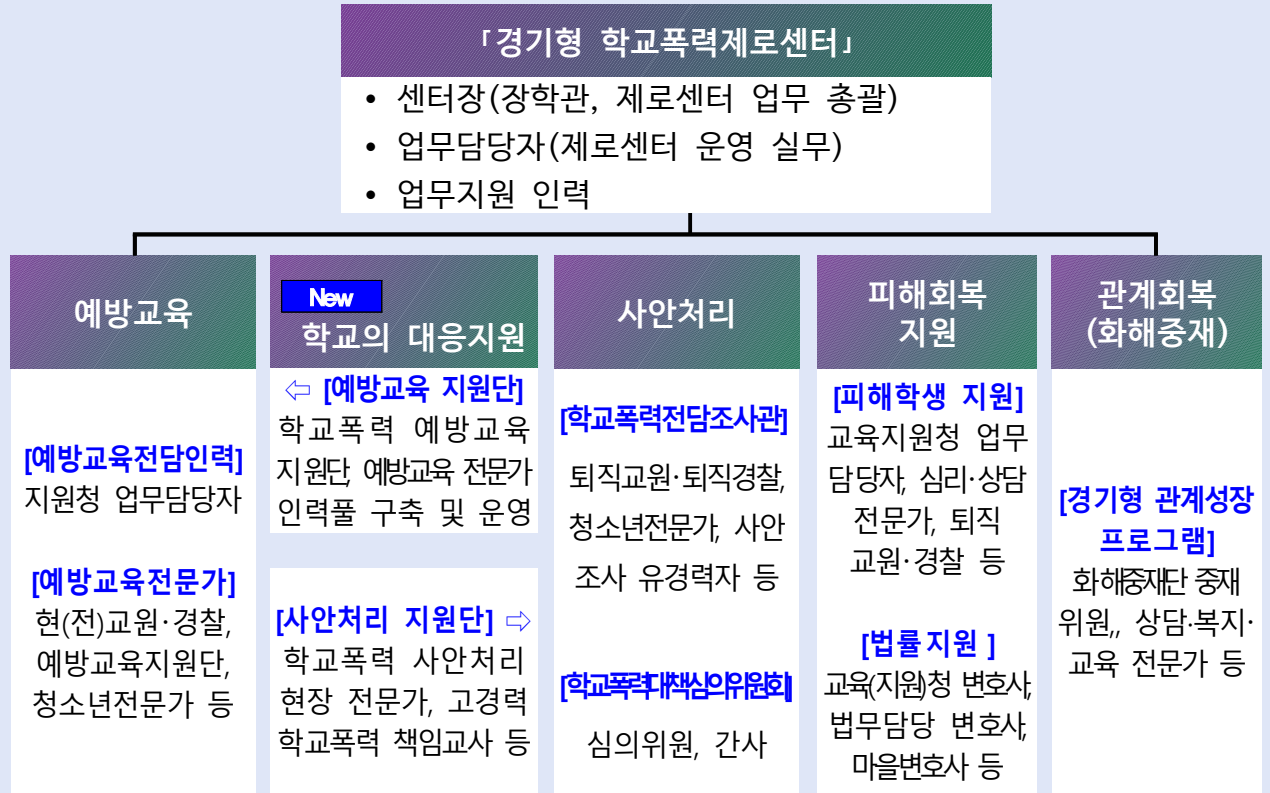 「경기형 학교폭력제로센터」
• 센터장(장학관, 제로센터 업무 총괄)
• 업무담당자(제로센터 운영 실무)
• 업무지원 인력
예방교육
[예방교육전담인력]
지원청 업무담당자
[예방교육전문가]
현(전)교원·경찰,
예방교육지원단,
청소년전문가 등
New
학교의 대응지원
⇦ [예방교육 지원단]
학교폭력 예방교육
지원단, 예방교육 전문가
인력풀 구축 및 운영
[사안처리 지원단] ⇨
학교폭력 사안처리
현장 전문가, 고경력
학교폭력 책임교사 등
사안처리
[학교폭력전담조사관]
퇴직교원·퇴직경찰,
청소년전문가, 사안
조사 유경력자 등
[학교폭력대책심의위원회]
심의위원, 간사
피해회복
지원
[피해학생 지원]
교육지원청 업무
담당자, 심리·상담
전문가, 퇴직
교원·경찰 등
[법률지원 ]
교육(지원)청 변호사,
법무담당 변호사,
마을변호사 등
관계회복
(화해중재)
[경기형 관계성장
프로그램]
화해중재단 중재
위원,, 상담·복지·
교육 전문가 등